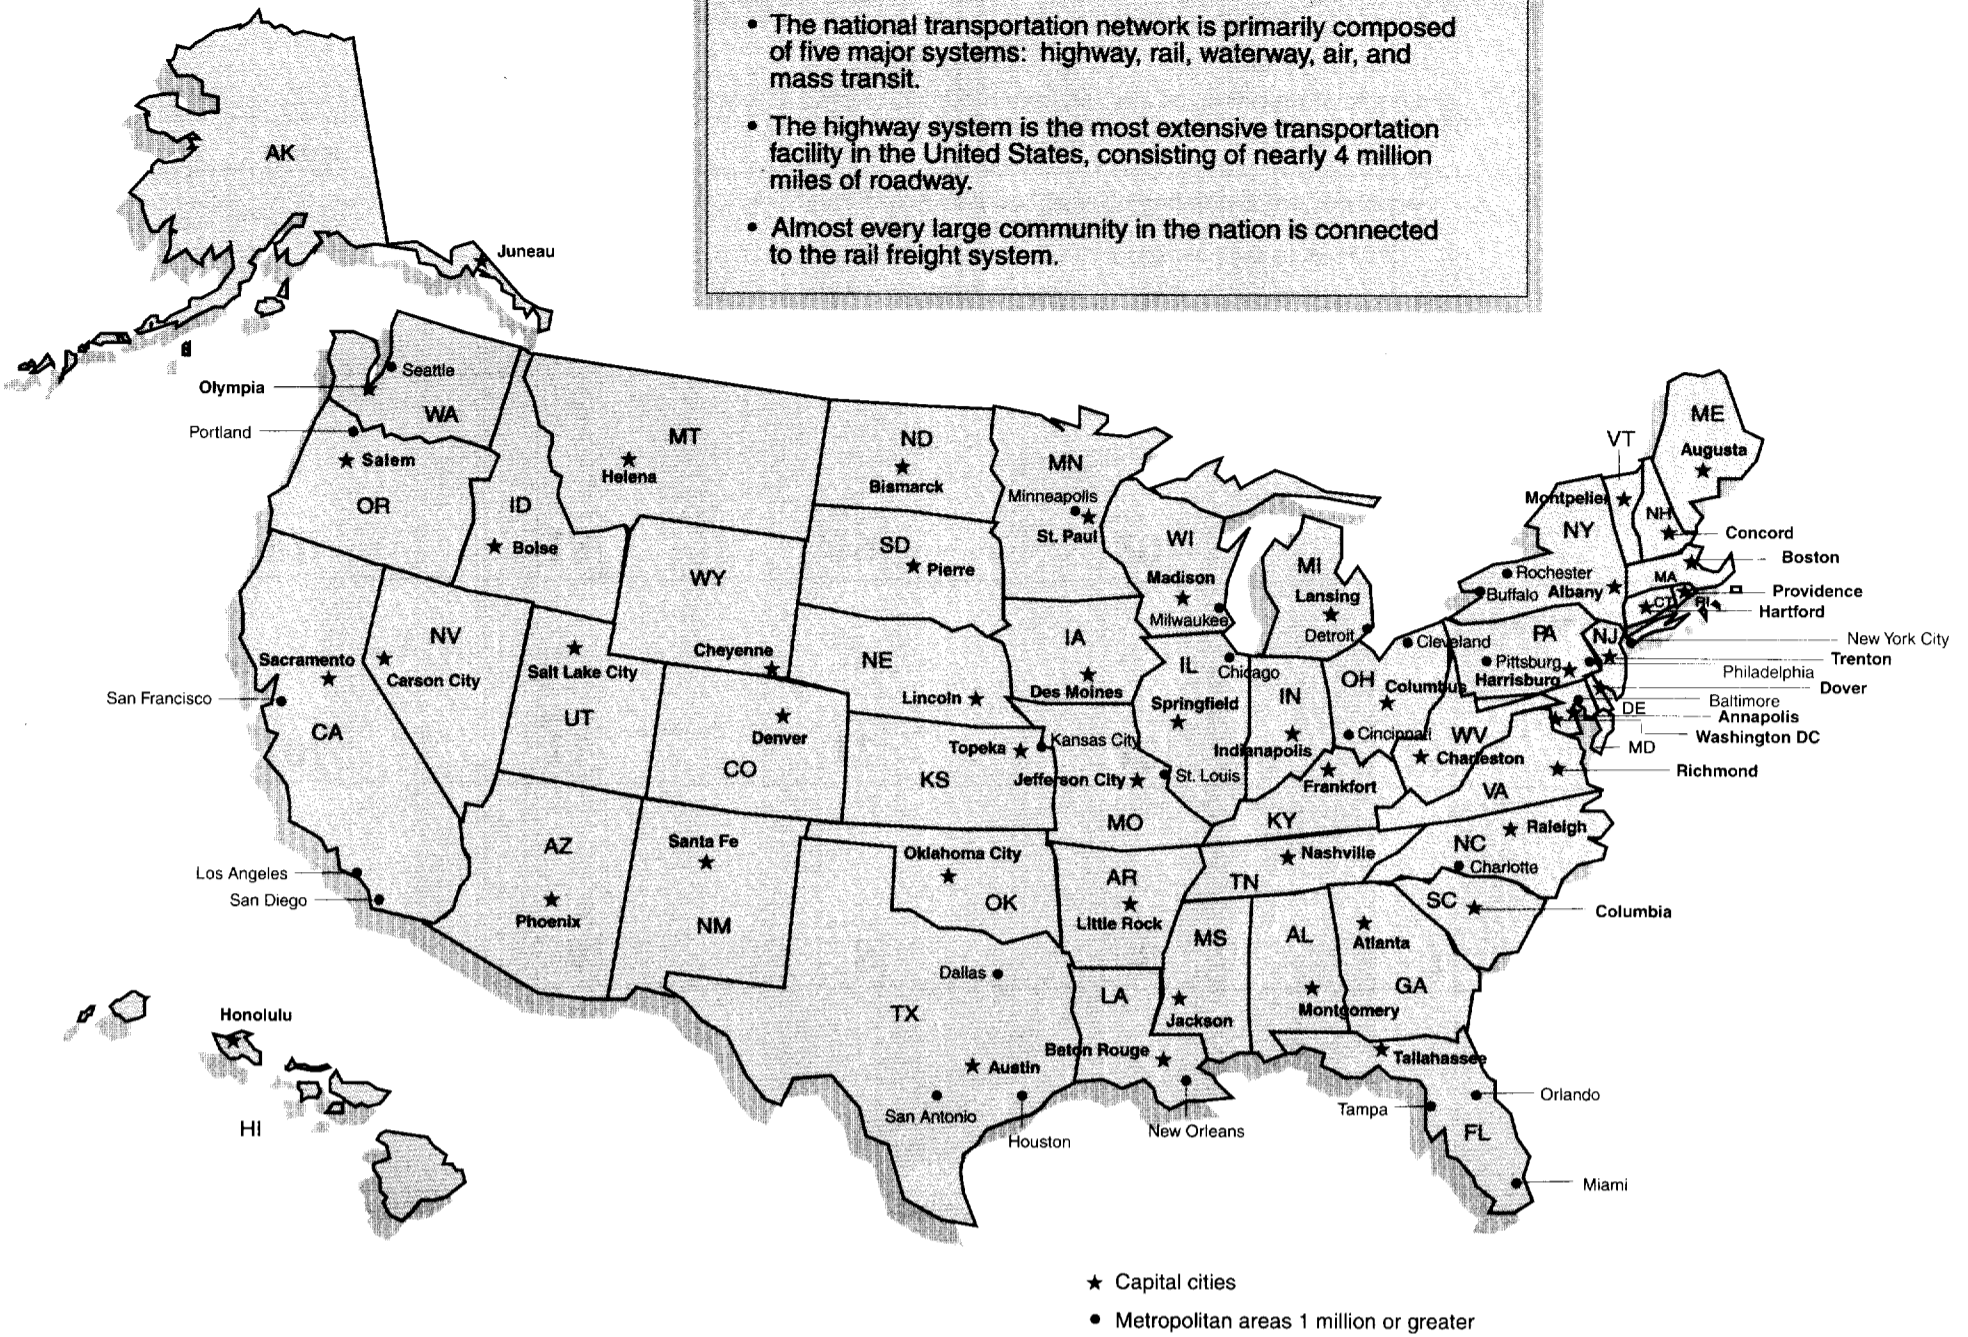 • The national transportation network is primarily composed
of five major systems: highway, rail, waterway, air, and
mass transit.
• The highway system is the most extensive transportation
facility in the United States, consisting of nearly 4 million
miles of roadway.
• Almost every large community in the nation is connected
to the rail freight system.
AK
Juneau
Seattle
Olympia
WA
Portland
Salem
OR
ID
Boise
MT
Helena
ND
Bismarck
MN
Minneapolis
St. Paul
SD
Pierre
WY
Cheyenne
WI
Madison
Milwaukee
MI
Lansing
Detroit
ME
Augusta
VT
Montpelier
NH
Concord
NY
Boston
MA
Rochester
Buffalo
Albany
Providence
CT
RI
Hartford
New York City
PA
NJ
Trenton
Pittsburg
Harrisburg
Philadelphia
Dover
Baltimore
DE
Annapolis
Washington DC
MD
Richmond
NV
Sacramento
Carson City
San Francisco
CA
Salt Lake City
UT
NE
Lincoln
IA
Des Moines
IL
Chicago
Springfield
IN
Indianapolis
OH
Cleveland
Columbus
Cincinnati
WV
Charleston
VA
Denver
CO
Topeka
Kansas City
KS
Jefferson City
St. Louis
MO
Frankfort
KY
Los Angeles
San Diego
AZ
Phoenix
Santa Fe
NM
Oklahoma City
OK
AR
Little Rock
Nashville
TN
NC
Raleigh
Charlotte
SC
Columbia
MS
Jackson
AL
Montgomery
Atlanta
GA
Dallas
TX
Austin
San Antonio
Houston
LA
Baton Rouge
New Orleans
Tallahassee
Orlando
Tampa
FL
Miami
Honolulu
HI
★ Capital cities
• Metropolitan areas 1 million or greater